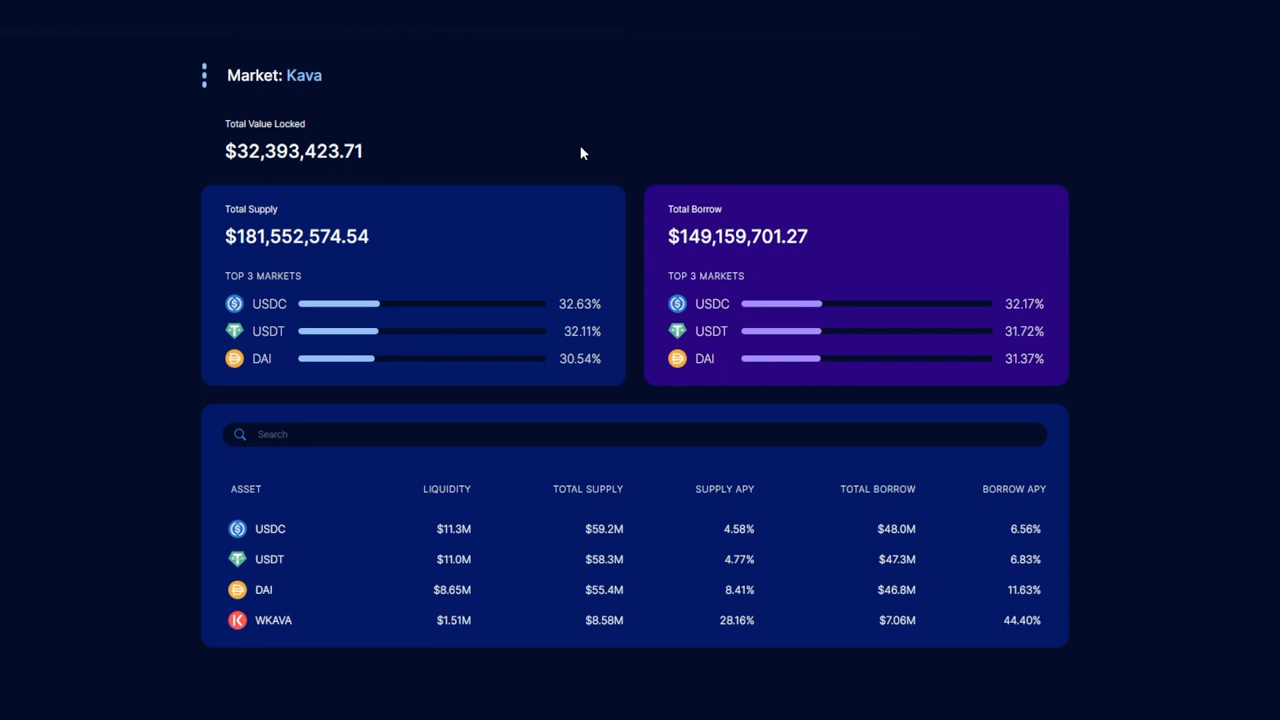 Market: Kava
Total Value Locked
$32,393,423.71
Total Supply
$181,552,574.54
TOP 3 MARKETS
USDC 32.63%
USDT 32.11%
DAI 30.54%
Total Borrow
$149,159,701.27
TOP 3 MARKETS
USDC 32.17%
USDT 31.72%
DAI 31.37%
Search
ASSET LIQUIDITY TOTAL SUPPLY SUPPLY APY TOTAL BORROW BORROW APY
USDC $11.3M $59.2M 4.58% $48.0M 6.56%
USDT $11.0M $58.3M 4.77% $47.3M 6.83%
DAI $8.65M $55.4M 8.41% $46.8M 11.63%
WKAVA $1.51M $8.58M 28.16% $7.06M 44.40%